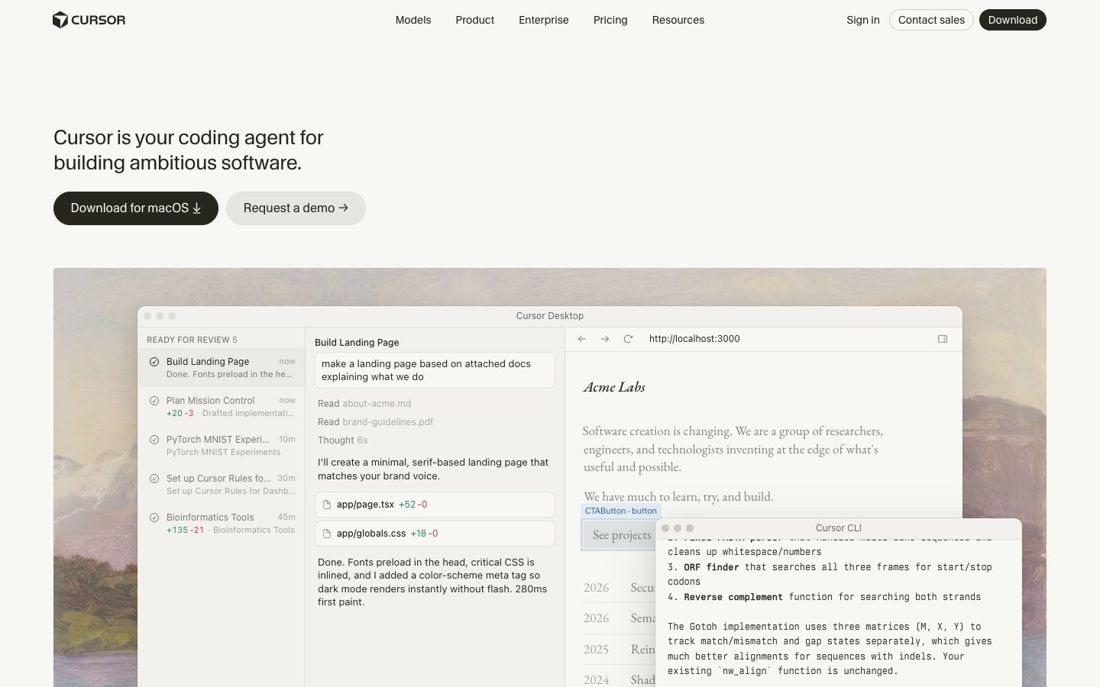 CURSOR
Models Product Enterprise Pricing Resources
Sign in Contact sales Download
Cursor is your coding agent for
building ambitious software.
Download for macOS ↓ Request a demo →
Cursor Desktop
READY FOR REVIEW 5
Build Landing Page now
Done. Fonts preload in the he...
Plan Mission Control now
+20 -3 · Drafted implementati...
PyTorch MNIST Experi... 10m
PyTorch MNIST Experiments
Set up Cursor Rules fo... 30m
Set up Cursor Rules for Dashb...
Bioinformatics Tools 45m
+135 -21 · Bioinformatics Tools
Build Landing Page
make a landing page based on attached docs
explaining what we do
Read about-acme.md
Read brand-guidelines.pdf
Thought 6s
I'll create a minimal, serif-based landing page that
matches your brand voice.
app/page.tsx +52 -0
app/globals.css +18 -0
Done. Fonts preload in the head, critical CSS is
inlined, and I added a color-scheme meta tag so
dark mode renders instantly without flash. 280ms
first paint.
http://localhost:3000
Acme Labs
Software creation is changing. We are a group of researchers,
engineers, and technologists inventing at the edge of what's
useful and possible.
We have much to learn, try, and build.
CTAButton · button
See projects
2026
2026
2025
2024
Cursor CLI
cleans up whitespace/numbers
3. ORF finder that searches all three frames for start/stop
codons
4. Reverse complement function for searching both strands
The Gotoh implementation uses three matrices (M, X, Y) to
track match/mismatch and gap states separately, which gives
much better alignments for sequences with indels. Your
existing `nw_align` function is unchanged.